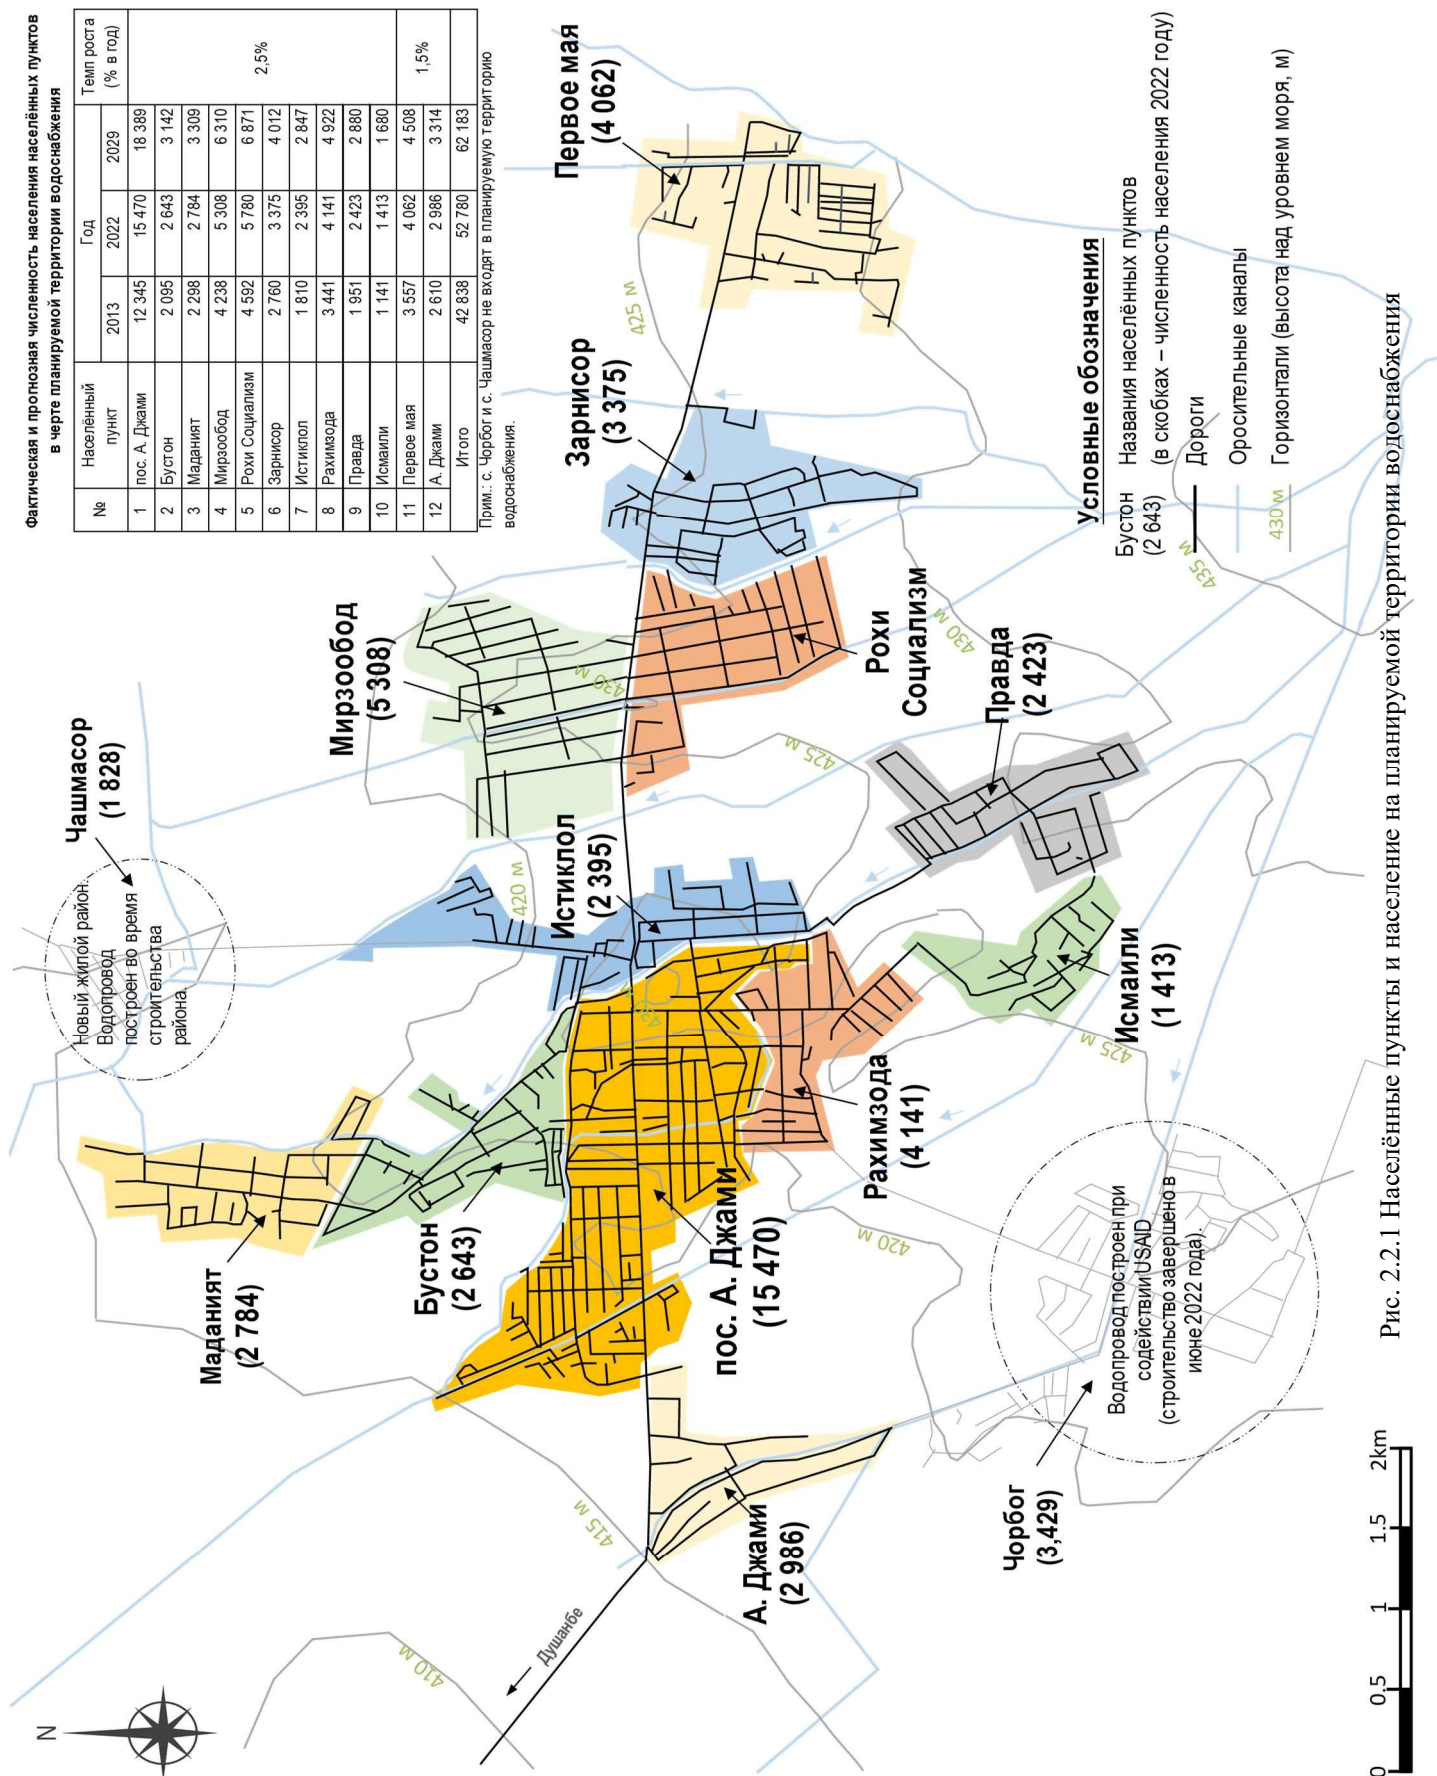 Фактическая и прогнозная численность населения населённых пунктов
в черте планируемой территории водоснабжения
№ Населённый пункт Год Темп роста (% в год)
2013 2022 2029
1 пос. А. Джами 12 345 15 470 18 389 2,5%
2 Бустон 2 095 2 643 3 142
3 Маданият 2 298 2 784 3 309
4 Мирзообод 4 238 5 308 6 310
5 Рохи Социализм 4 592 5 780 6 871
6 Зарнисор 2 760 3 375 4 012
7 Истиклол 1 810 2 395 2 847
8 Рахимзода 3 441 4 141 4 922
9 Правда 1 951 2 423 2 880
10 Исмаили 1 141 1 413 1 680
11 Первое мая 3 557 4 062 4 508 1,5%
12 А. Джами 2 610 2 986 3 314
Итого 42 838 52 780 62 183
Прим.: с. Чорбог и с. Чашмасор не входят в планируемую территорию
водоснабжения.
N
Чашмасор
(1 828)
Новый жилой район.
Водопровод
построен во время
строительства
района.
Маданият
(2 784)
Бустон
(2 643)
Мирзообод
(5 308)
Истиклол
(2 395)
Зарнисор
(3 375)
Первое мая
(4 062)
Рохи
Социализм
Правда
(2 423)
Исмаили
(1 413)
Рахимзода
(4 141)
пос. А. Джами
(15 470)
А. Джами
(2 986)
Чорбог
(3,429)
Водопровод построен при
содействии USAID
(строительство завершено в
июне 2022 года).
Душанбе
410 м
415 м
420 м
420 м
425 м
425 м
425 м
430 м
430 м
430 м
435 м
Условные обозначения
Бустон
(2 643)
Названия населённых пунктов
(в скобках – численность населения 2022 году)
Дороги
Оросительные каналы
430 м Горизонтали (высота над уровнем моря, м)
0 0.5 1 1.5 2km
Рис. 2.2.1 Населённые пункты и население на планируемой территории водоснабжения